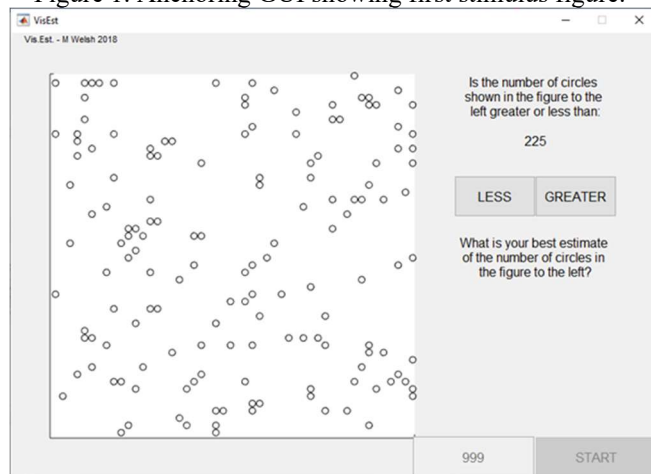 Figure 1. Anchoring GUI showing first stimulus figure.
VisEst
Vis.Est. - M Welsh 2018
Is the number of circles
shown in the figure to the
left greater or less than:
225
LESS GREATER
What is your best estimate
of the number of circles in
the figure to the left?
999 START